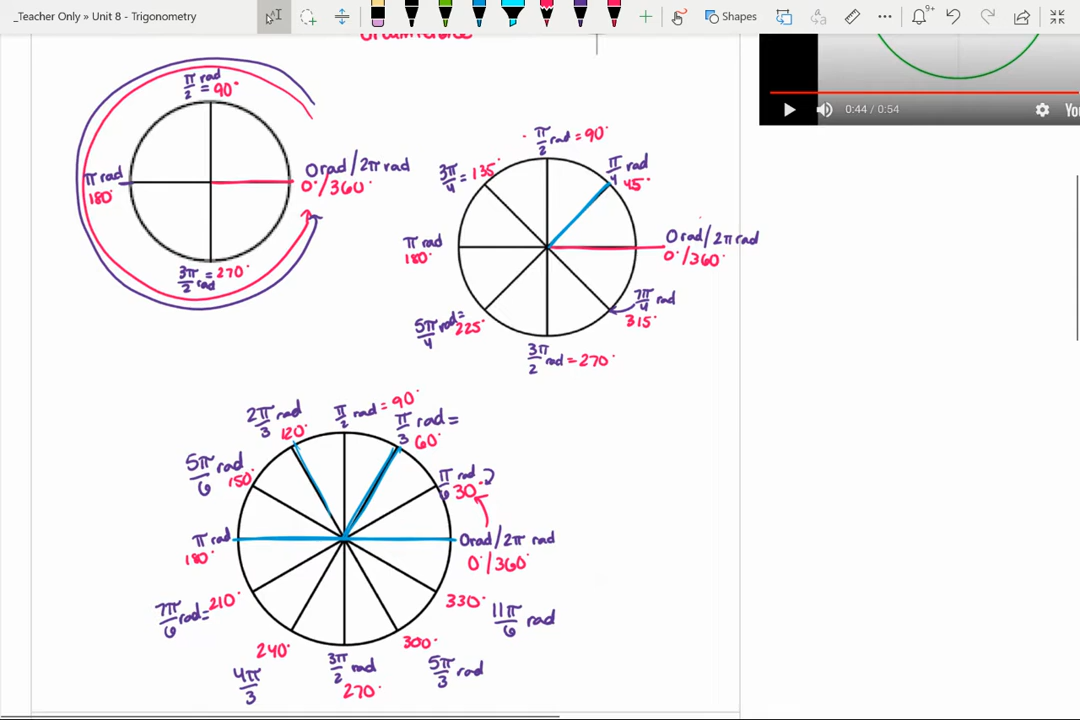 _Teacher Only » Unit 8 - Trigonometry
Shapes
9+
0:44 / 0:54
π/2 rad = 90°
π rad
180°
0 rad/2π rad
0°/360°
3π/2 rad = 270°
π/2 rad = 90°
3π/4 = 135°
π/4 rad
45°
π rad
180°
0 rad/2π rad
0°/360°
7π/4 rad
315°
5π/4 rad = 225°
3π/2 rad = 270°
2π/3 rad
120°
π/2 rad = 90°
π/3 rad =
60°
5π/6 rad
150°
π/6 rad
30°
π rad
180°
0 rad/2π rad
0°/360°
7π/6 rad = 210°
330°
11π/6 rad
240°
4π/3
3π/2 rad
270°
300°
5π/3 rad